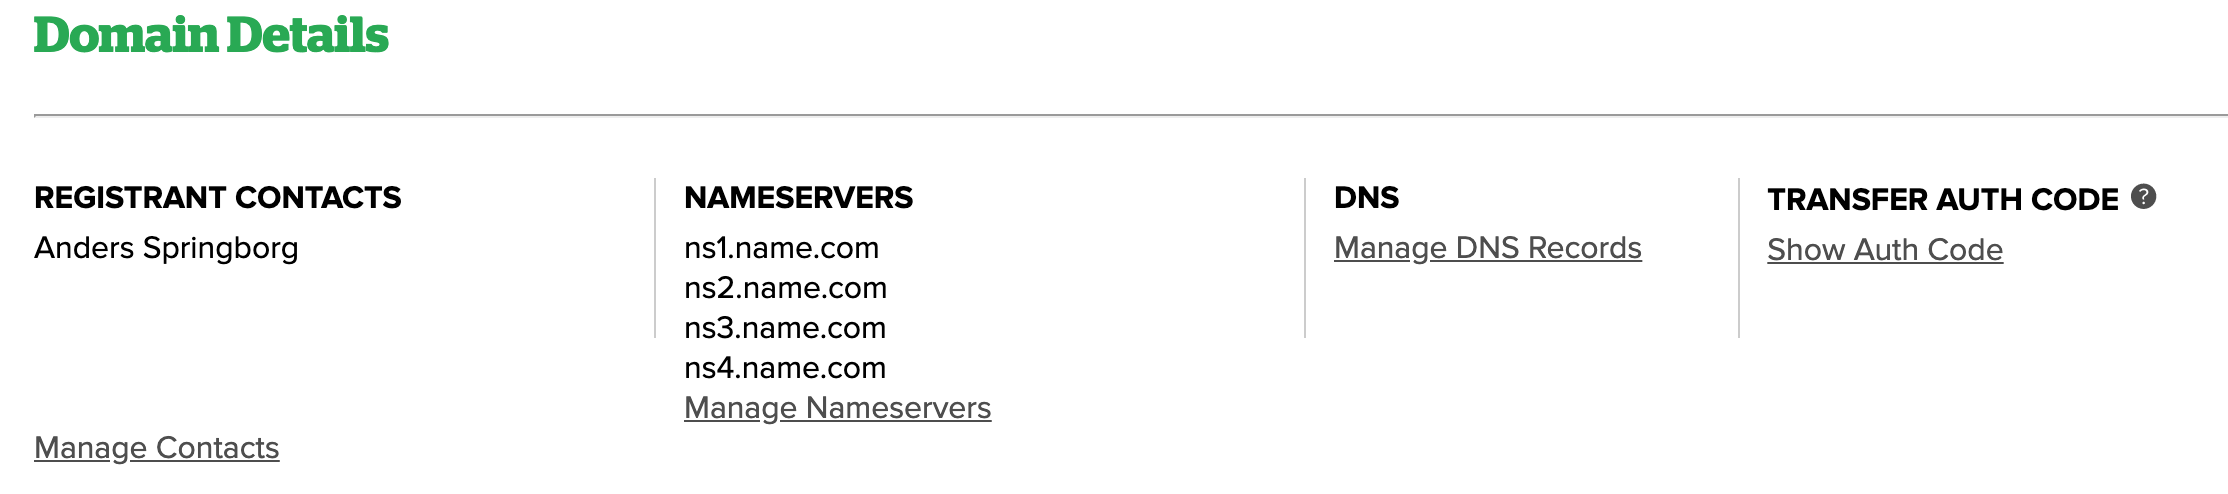 Domain Details
REGISTRANT CONTACTS
Anders Springborg
Manage Contacts
NAMESERVERS
ns1.name.com
ns2.name.com
ns3.name.com
ns4.name.com
Manage Nameservers
DNS
Manage DNS Records
TRANSFER AUTH CODE ?
Show Auth Code